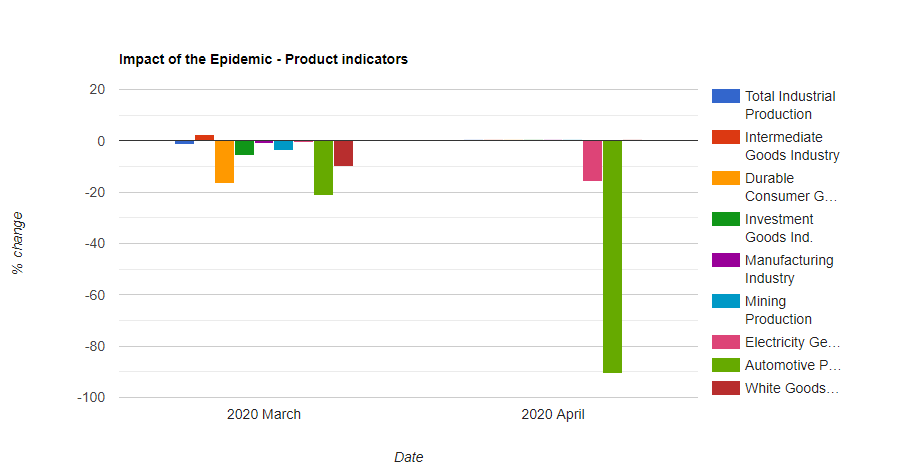 Impact of the Epidemic - Product indicators
20
0
-20
-40
-60
-80
-100
% change
2020 March
2020 April
Date
Total Industrial
Production
Intermediate
Goods Industry
Durable
Consumer G...
Investment
Goods Ind.
Manufacturing
Industry
Mining
Production
Electricity Ge...
Automotive P...
White Goods...